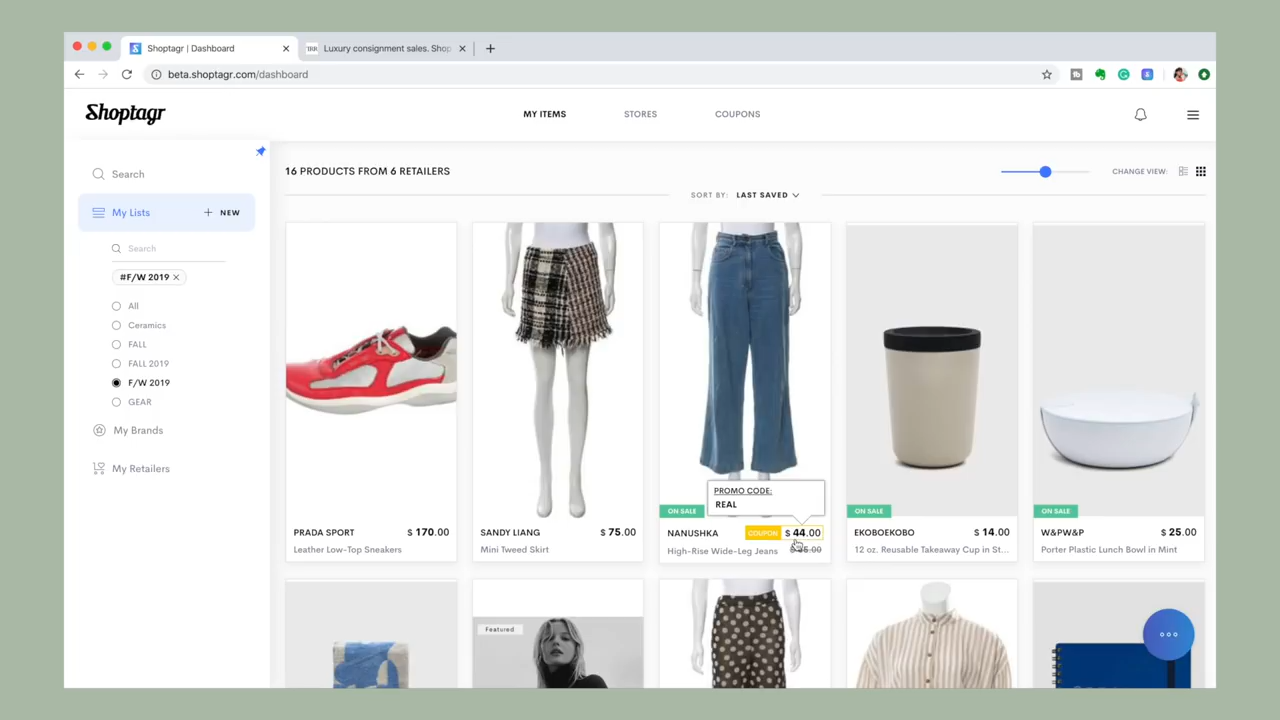 Shoptagr | Dashboard
Luxury consignment sales. Shop
beta.shoptagr.com/dashboard
Shoptagr
MY ITEMS
STORES
COUPONS
Search
My Lists
+ NEW
Search
#F/W 2019
All
Ceramics
FALL
FALL 2019
F/W 2019
GEAR
My Brands
My Retailers
16 PRODUCTS FROM 6 RETAILERS
CHANGE VIEW:
SORT BY: LAST SAVED
PRADA SPORT $ 170.00
Leather Low-Top Sneakers
SANDY LIANG $ 75.00
Mini Tweed Skirt
PROMO CODE:
REAL
ON SALE
NANUSHKA COUPON $ 44.00
High-Rise Wide-Leg Jeans
ON SALE
EKOBOEKOBO $ 14.00
12 oz. Reusable Takeaway Cup in St...
ON SALE
W&PW&P $ 25.00
Porter Plastic Lunch Bowl in Mint
Featured